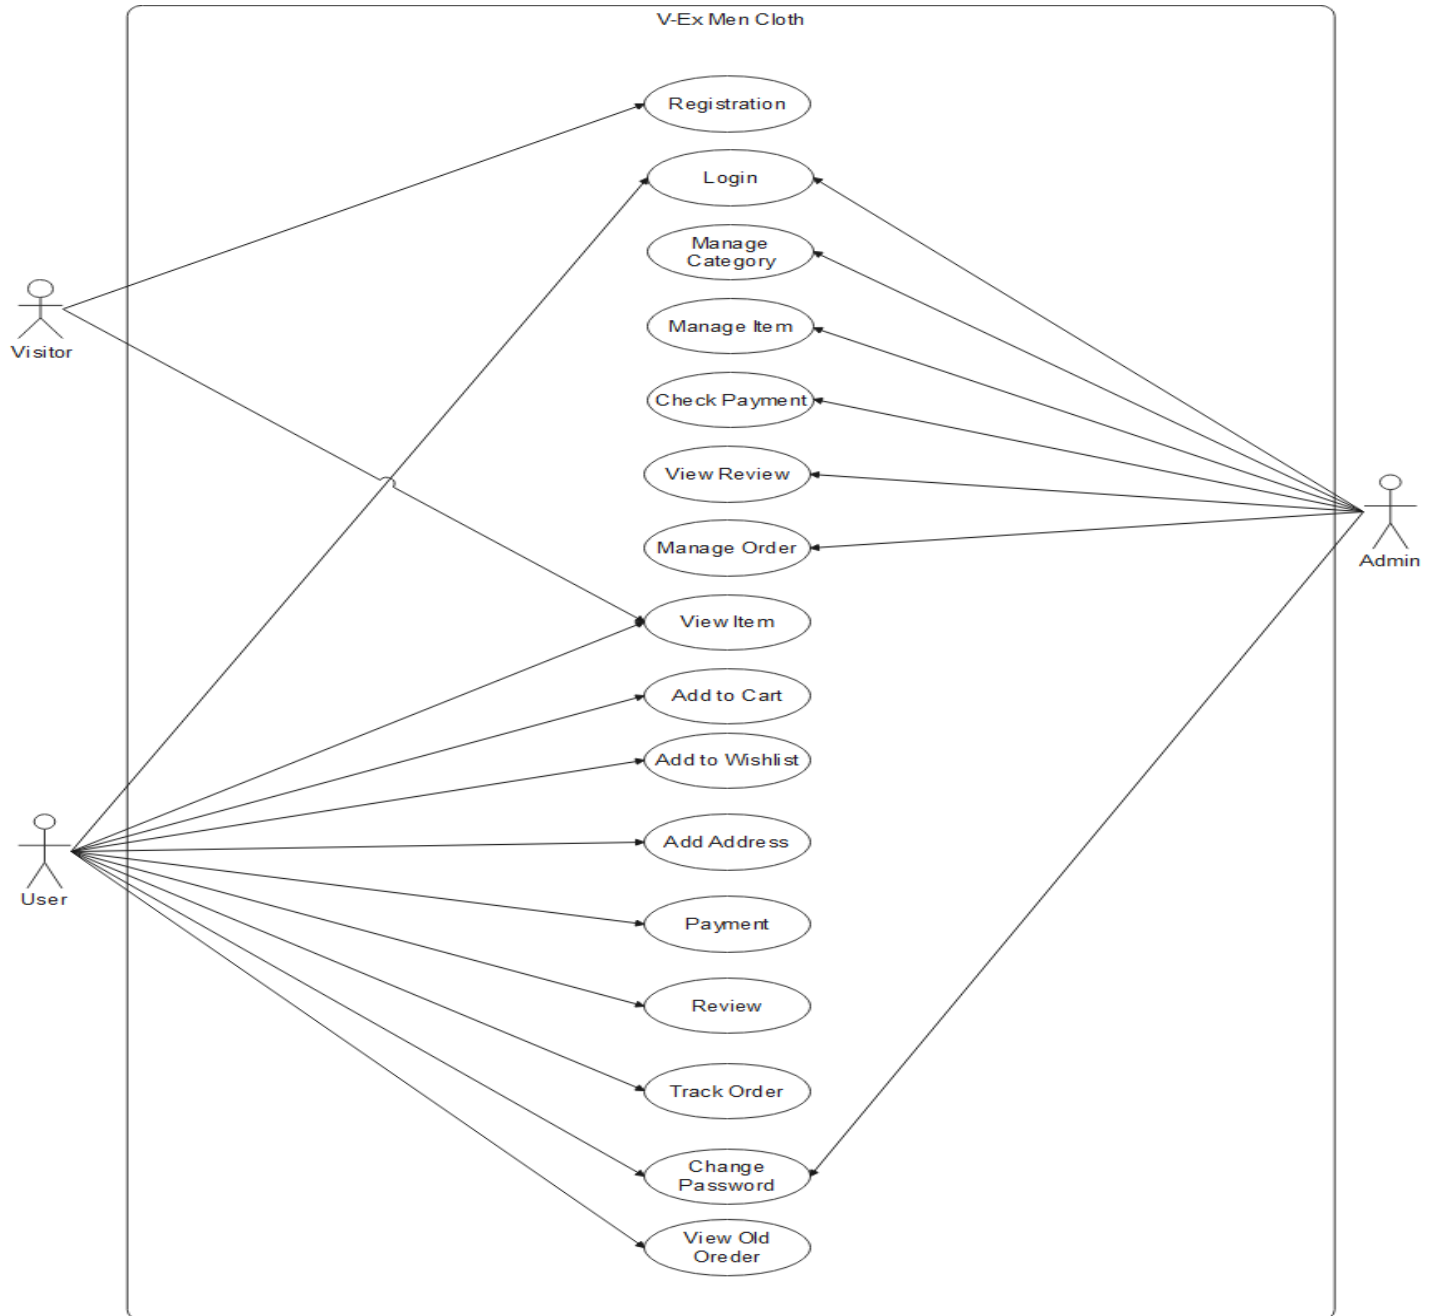 V-Ex Men Cloth
Registration
Login
Manage
Category
Manage Item
Visitor
Check Payment
View Review
Manage Order
Admin
View Item
Add to Cart
Add to Wishlist
Add Address
User
Payment
Review
Track Order
Change
Password
View Old
Oreder